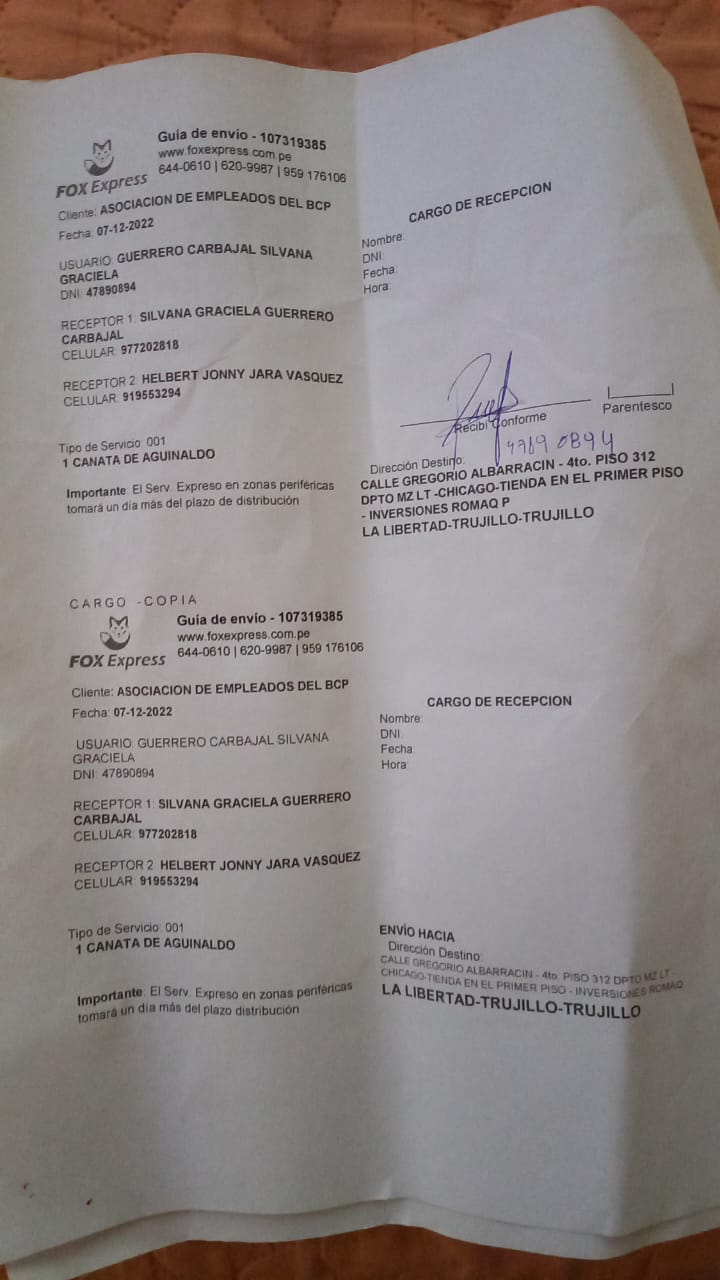 Guía de envío - 107319385
www.foxexpress.com.pe
644-0610 | 620-9987 | 959 176106
FOX Express
Cliente: ASOCIACION DE EMPLEADOS DEL BCP
Fecha: 07-12-2022
USUARIO: GUERRERO CARBAJAL SILVANA
GRACIELA
DNI: 47890894
RECEPTOR 1: SILVANA GRACIELA GUERRERO
CARBAJAL
CELULAR: 977202818
RECEPTOR 2: HELBERT JONNY JARA VASQUEZ
CELULAR: 919553294
Tipo de Servicio: 001
1 CANATA DE AGUINALDO
Importante: El Serv. Expreso en zonas periféricas
tomará un día más del plazo de distribución
CARGO DE RECEPCION
Nombre:
DNI:
Fecha:
Hora:
Recibí Conforme
Parentesco
47890894
Dirección Destino:
CALLE GREGORIO ALBARRACIN - 4to. PISO 312
DPTO MZ LT -CHICAGO-TIENDA EN EL PRIMER PISO
- INVERSIONES ROMAQ P
LA LIBERTAD-TRUJILLO-TRUJILLO
CARGO -COPIA
Guía de envío - 107319385
www.foxexpress.com.pe
644-0610 | 620-9987 | 959 176106
FOX Express
Cliente: ASOCIACION DE EMPLEADOS DEL BCP
Fecha: 07-12-2022
USUARIO: GUERRERO CARBAJAL SILVANA
GRACIELA
DNI: 47890894
RECEPTOR 1: SILVANA GRACIELA GUERRERO
CARBAJAL
CELULAR: 977202818
RECEPTOR 2: HELBERT JONNY JARA VASQUEZ
CELULAR: 919553294
Tipo de Servicio: 001
1 CANATA DE AGUINALDO
Importante: El Serv. Expreso en zonas periféricas
tomará un día más del plazo distribución
CARGO DE RECEPCION
Nombre:
DNI:
Fecha:
Hora:
ENVÍO HACIA
Dirección Destino:
CALLE GREGORIO ALBARRACIN - 4to. PISO 312 DPTO MZ LT -
CHICAGO-TIENDA EN EL PRIMER PISO - INVERSIONES ROMAQ
LA LIBERTAD-TRUJILLO-TRUJILLO